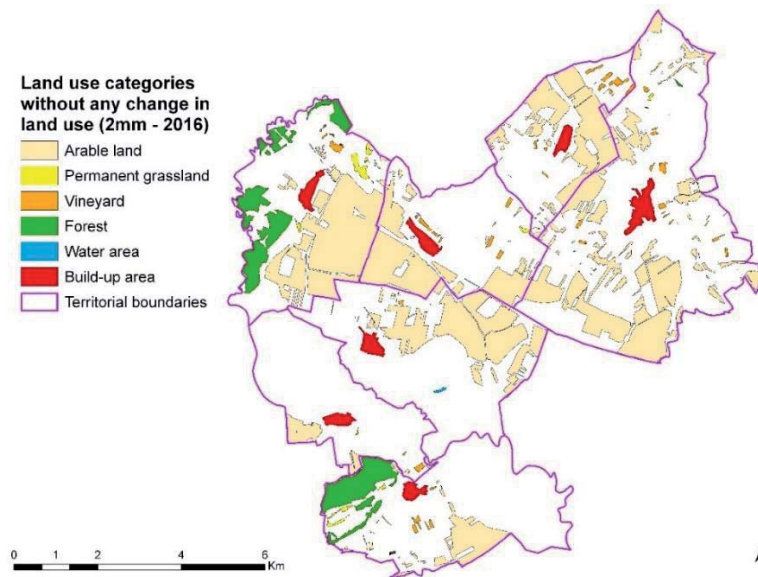 Land use categories
without any change in
land use (2mm - 2016)
Arable land
Permanent grassland
Vineyard
Forest
Water area
Build-up area
Territorial boundaries
0 1 2 4 6
Km